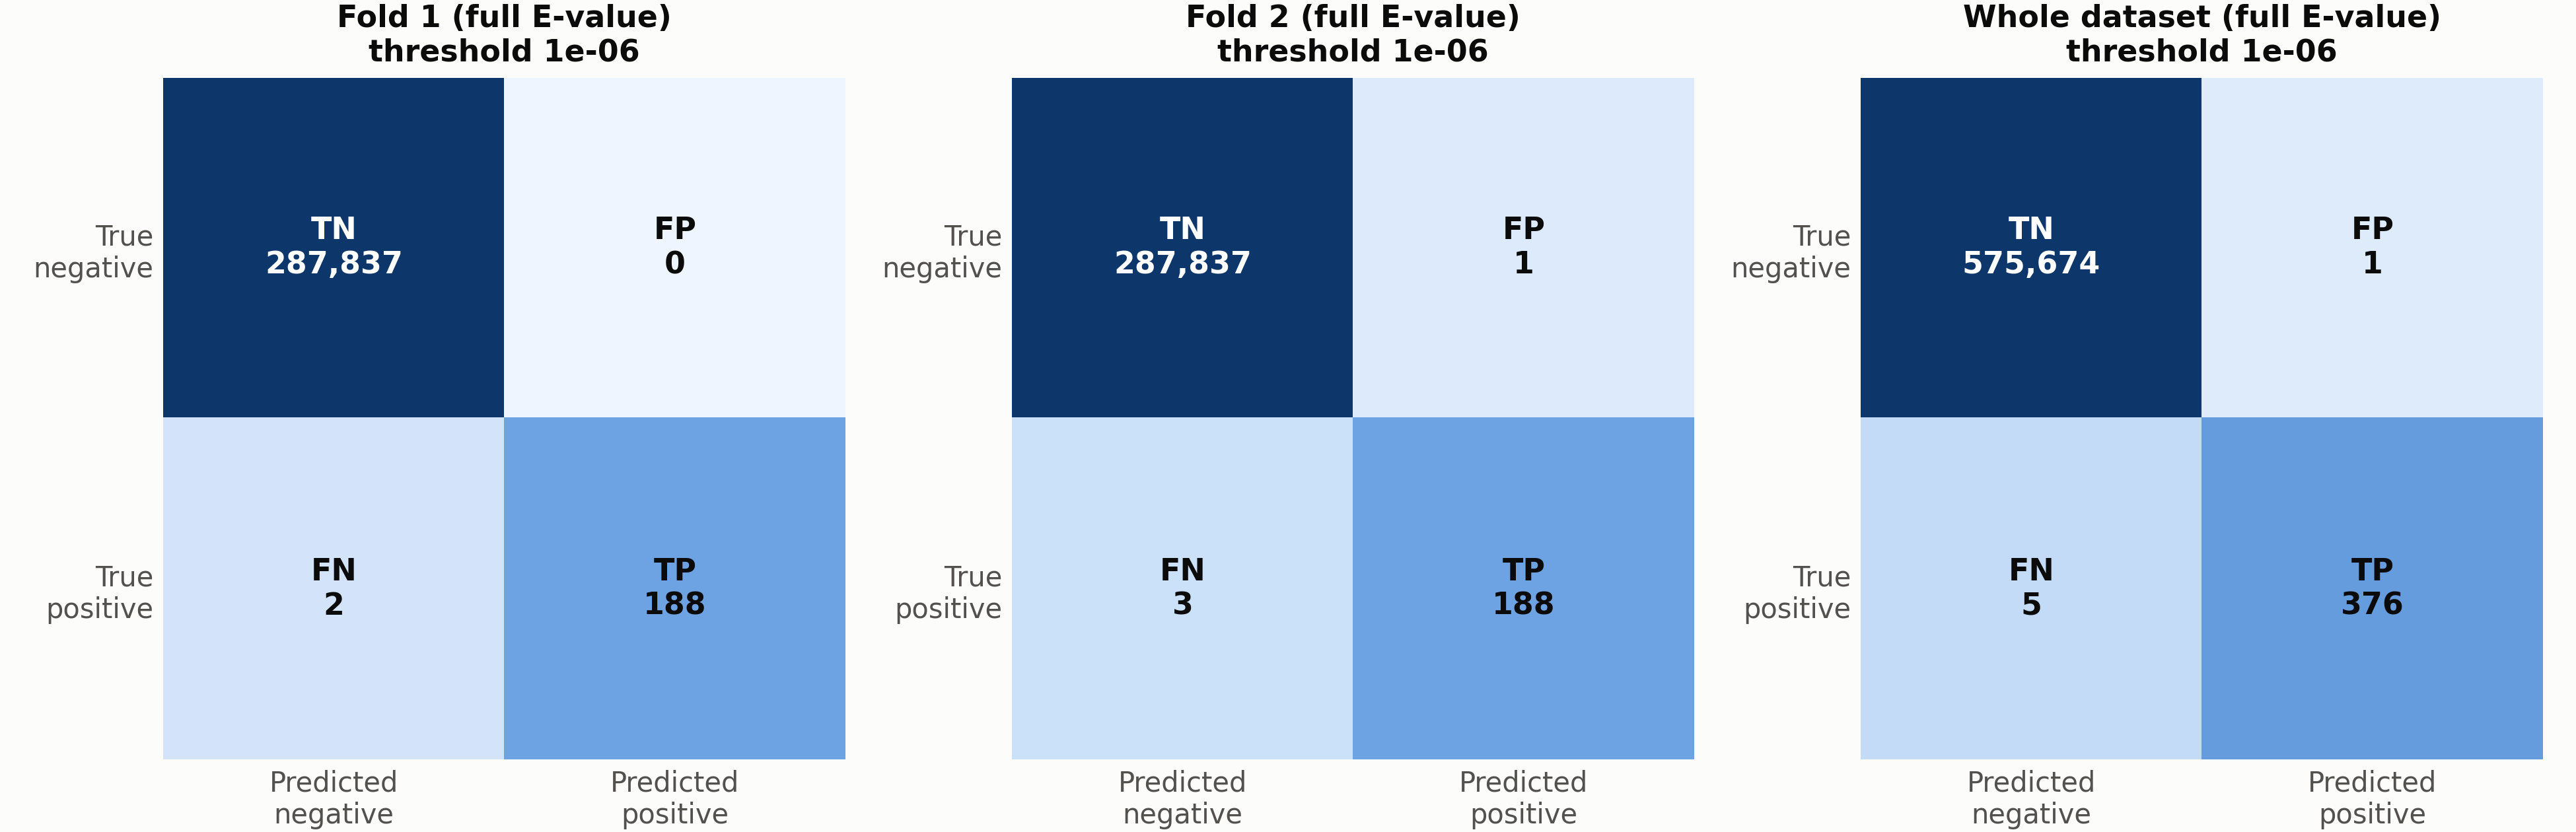 Fold 1 (full E-value)
threshold 1e-06
True
negative
TN
287,837
FP
0
True
positive
FN
2
TP
188
Predicted
negative
Predicted
positive
Fold 2 (full E-value)
threshold 1e-06
True
negative
TN
287,837
FP
1
True
positive
FN
3
TP
188
Predicted
negative
Predicted
positive
Whole dataset (full E-value)
threshold 1e-06
True
negative
TN
575,674
FP
1
True
positive
FN
5
TP
376
Predicted
negative
Predicted
positive